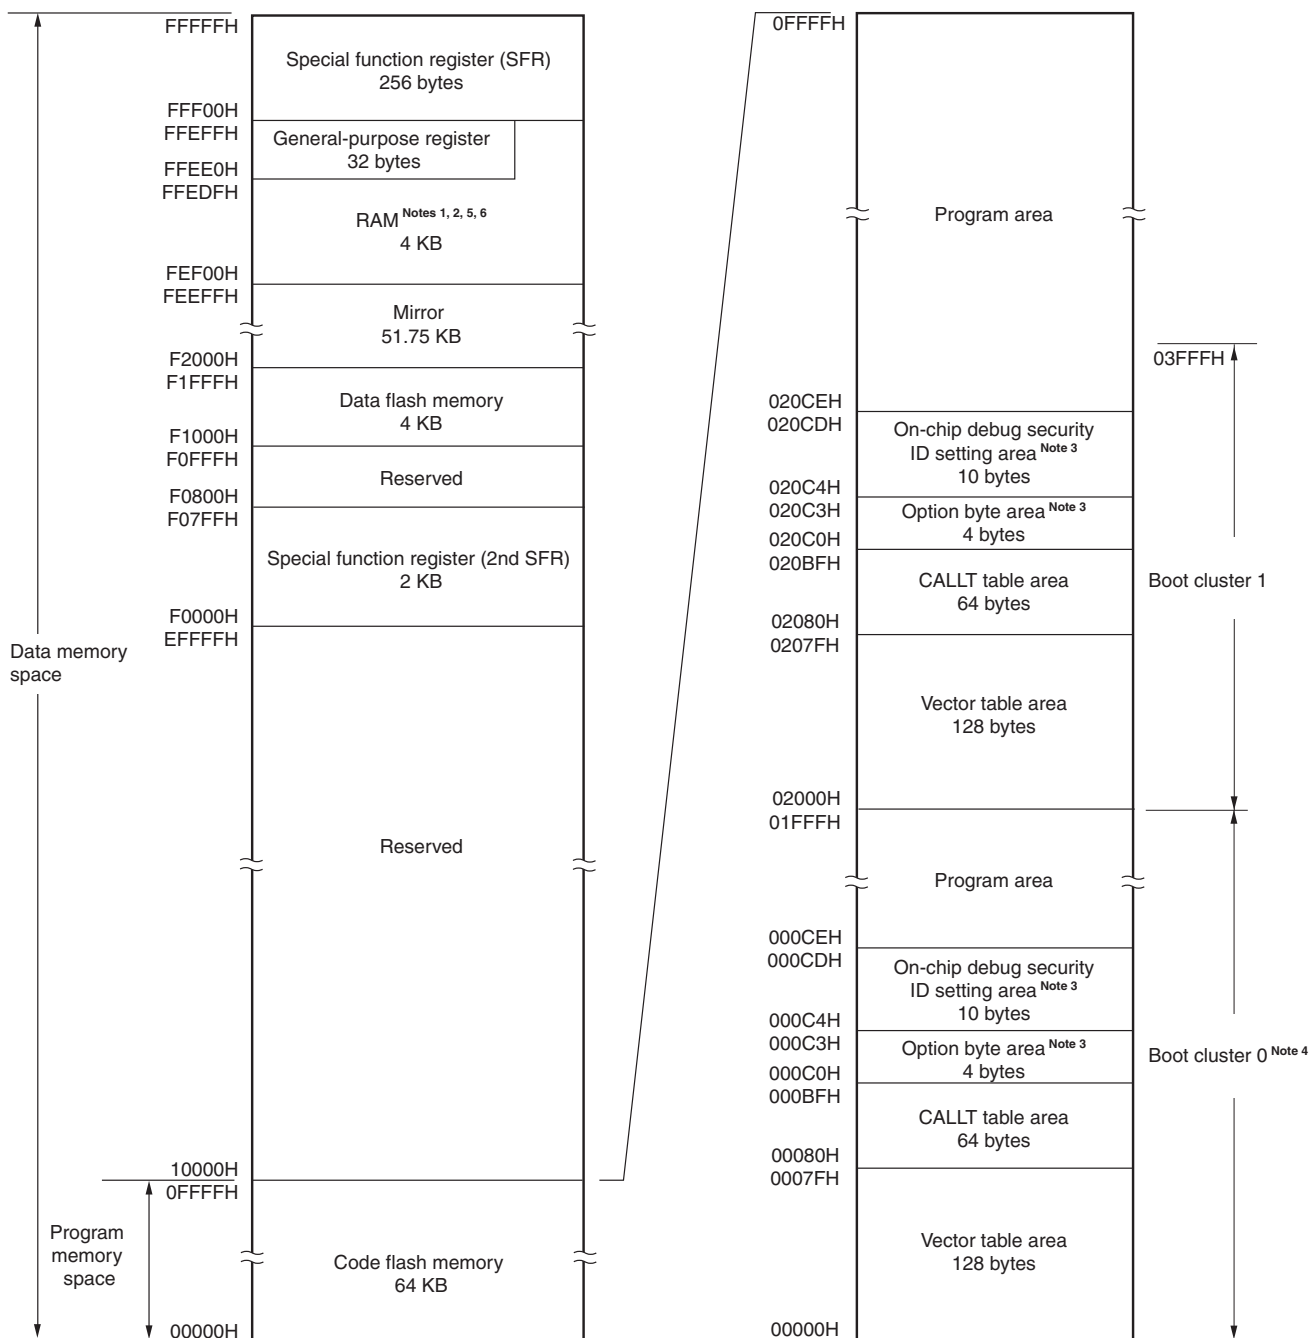 FFFFFH
Special function register (SFR)
256 bytes
FFF00H
FFEFFH
General-purpose register
32 bytes
FFEE0H
FFEDFH
RAM Notes 1, 2, 5, 6
4 KB
FEF00H
FEEFFH
Mirror
51.75 KB
F2000H
F1FFFH
Data flash memory
4 KB
F1000H
F0FFFH
Reserved
F0800H
F07FFH
Special function register (2nd SFR)
2 KB
F0000H
EFFFFH
Data memory
space
Reserved
10000H
0FFFFH
Program
memory
space
Code flash memory
64 KB
00000H
0FFFFH
Program area
03FFFH
020CEH
020CDH
On-chip debug security
ID setting area Note 3
10 bytes
020C4H
020C3H
Option byte area Note 3
4 bytes
020C0H
020BFH
CALLT table area
64 bytes
Boot cluster 1
02080H
0207FH
Vector table area
128 bytes
02000H
01FFFH
Program area
000CEH
000CDH
On-chip debug security
ID setting area Note 3
10 bytes
000C4H
000C3H
Option byte area Note 3
4 bytes
Boot cluster 0 Note 4
000C0H
000BFH
CALLT table area
64 bytes
00080H
0007FH
Vector table area
128 bytes
00000H